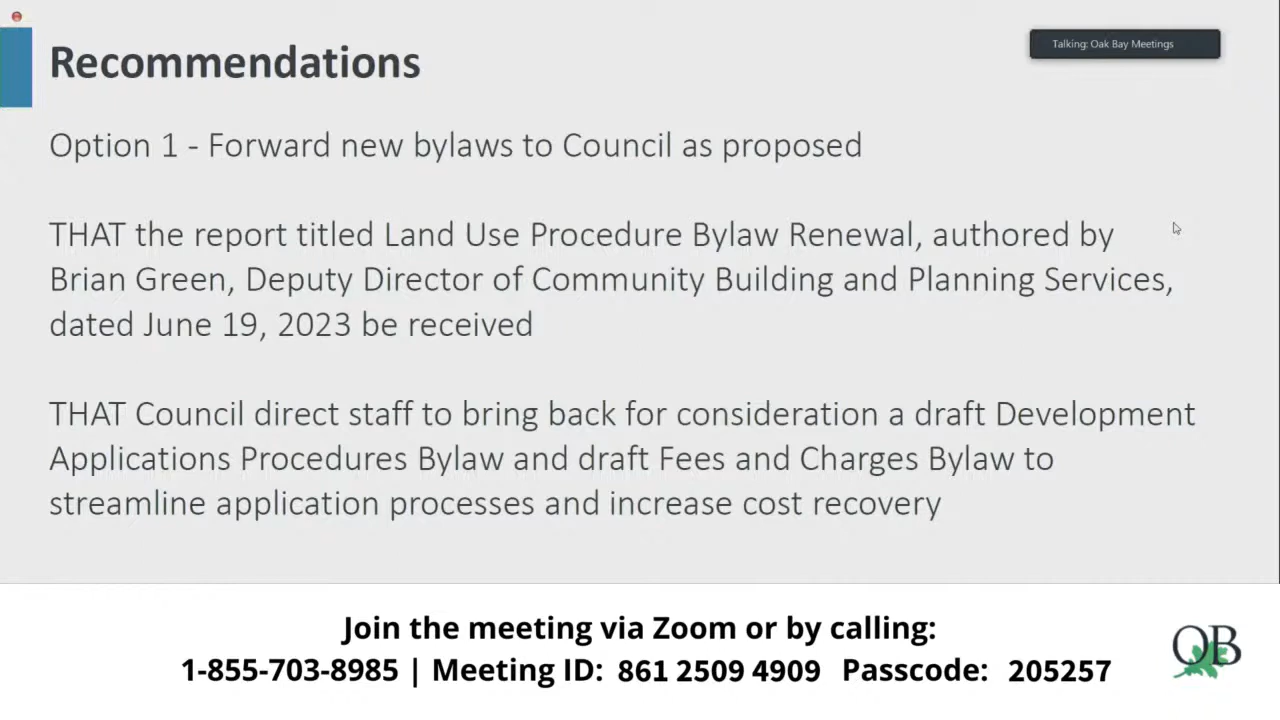 Recommendations
Talking: Oak Bay Meetings
Option 1 - Forward new bylaws to Council as proposed
THAT the report titled Land Use Procedure Bylaw Renewal, authored by
Brian Green, Deputy Director of Community Building and Planning Services,
dated June 19, 2023 be received
THAT Council direct staff to bring back for consideration a draft Development
Applications Procedures Bylaw and draft Fees and Charges Bylaw to
streamline application processes and increase cost recovery
Join the meeting via Zoom or by calling:
1-855-703-8985 | Meeting ID: 861 2509 4909 Passcode: 205257
OB